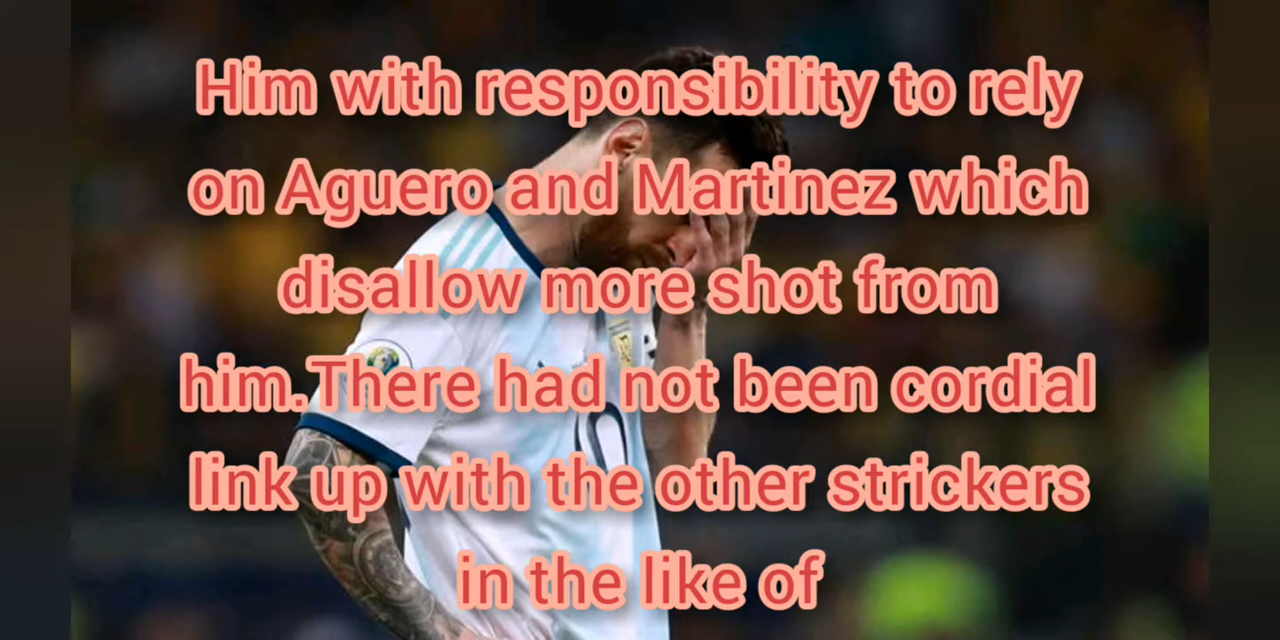 Him with responsibility to rely
on Aguero and Martinez which
disallow more shot from
him.There had not been cordial
link up with the other strickers
in the like of